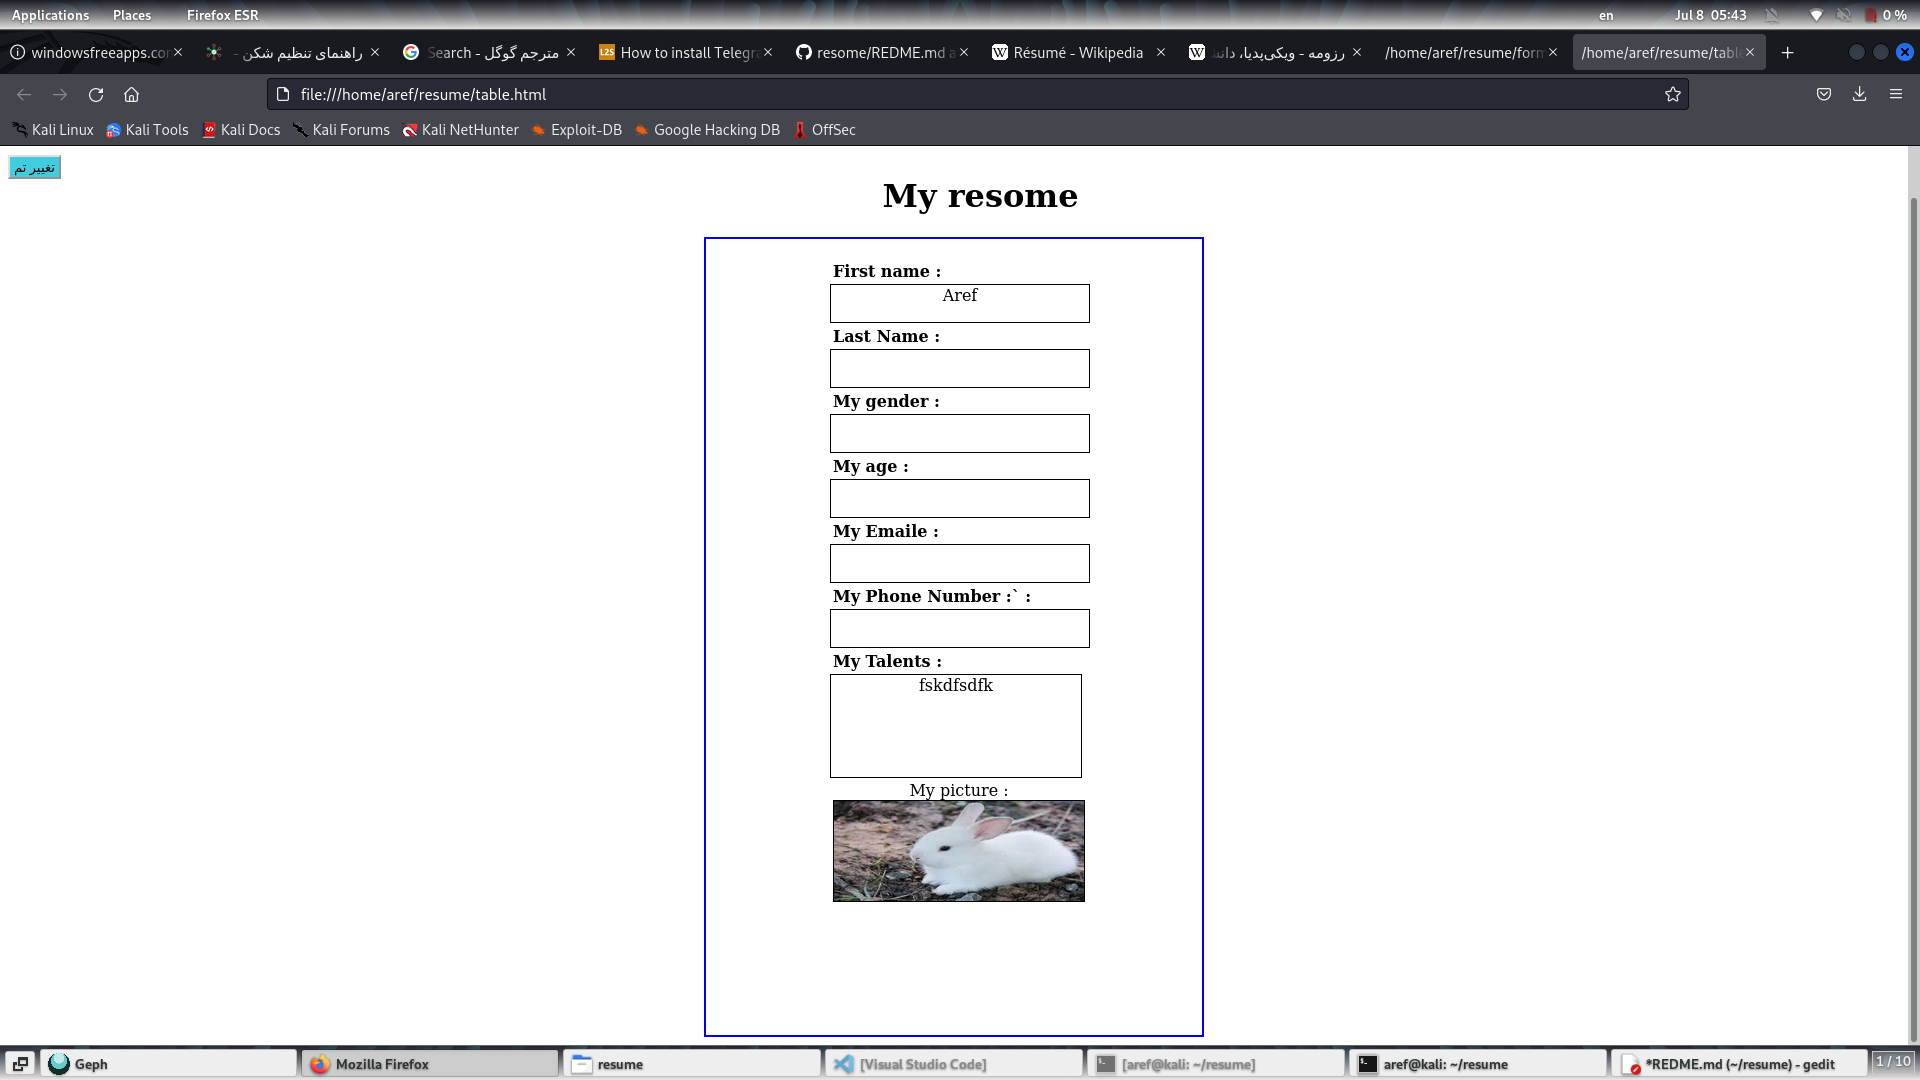 Applications Places Firefox ESR en Jul 8 05:43 0 %
windowsfreeapps.co راهنمای تنظیم شکن - مترجم گوگل - Search How to install Telegra resome/REDME.md a Résumé - Wikipedia رزومه - ویکی‌پدیا، دانش /home/aref/resume/form /home/aref/resume/table
file:///home/aref/resume/table.html
Kali Linux Kali Tools Kali Docs Kali Forums Kali NetHunter Exploit-DB Google Hacking DB OffSec
تغییر تم
My resome
First name :
Aref
Last Name :
My gender :
My age :
My Emaile :
My Phone Number :` :
My Talents :
fskdfsdfk
My picture :
Geph Mozilla Firefox resume [Visual Studio Code] [aref@kali: ~/resume] aref@kali: ~/resume *REDME.md (~/resume) - gedit 1 / 10